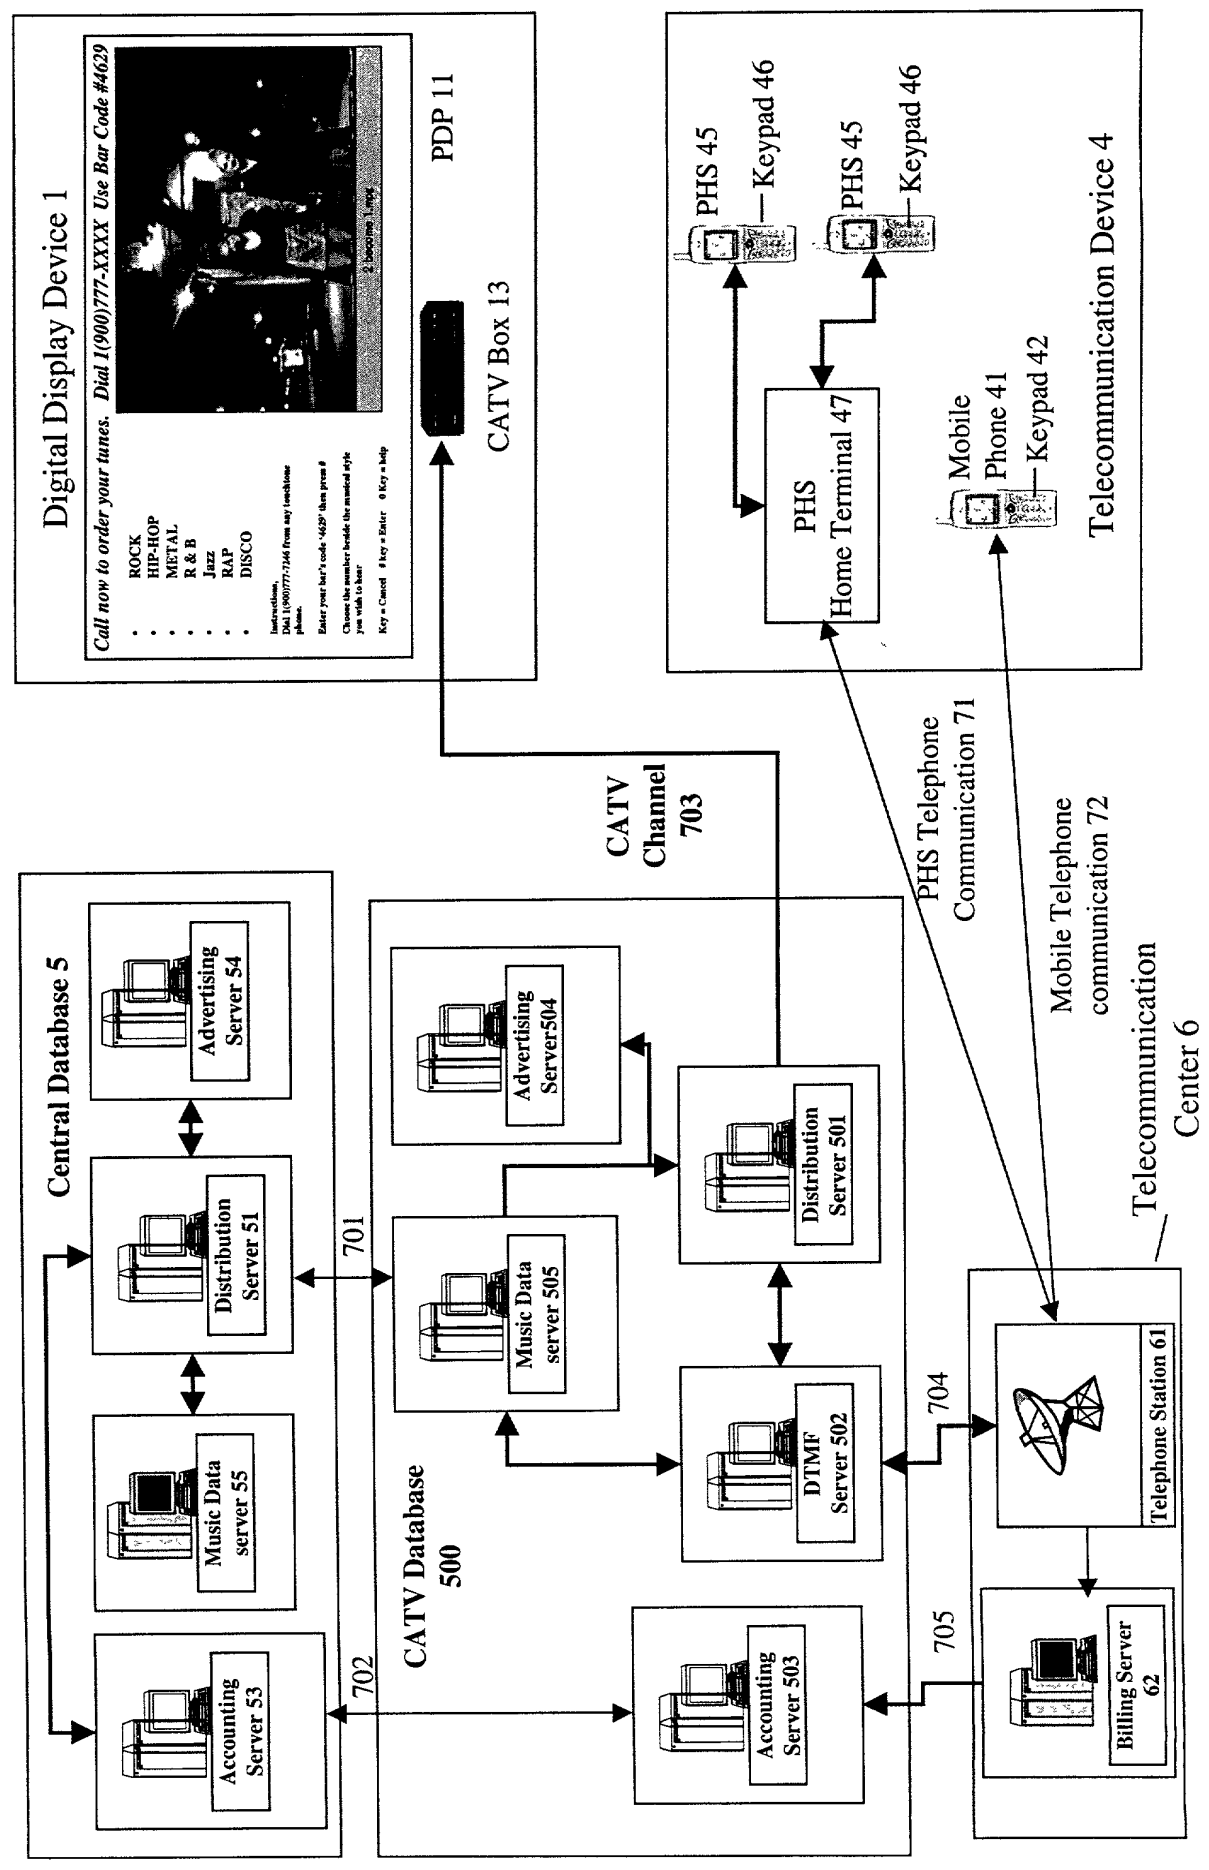 Digital Display Device 1
Call now to order your tunes. Dial 1(900)777-XXXX Use Bar Code #4629
• ROCK
• HIP-HOP
• METAL
• R & B
• Jazz
• RAP
• DISCO
Instructions,
Dial 1(900)777-7246 from any touchtone
phone.
Enter your bar's code '4629' then press #
Choose the number beside the musical style
you wish to hear
Key = Cancel # key = Enter 0 Key = help
2 become 1.mpg
PDP 11
CATV Box 13
Central Database 5
Accounting
Server 53
Music Data
server 55
Distribution
Server 51
Advertising
Server 54
702
701
CATV Database
500
Music Data
server 505
Advertising
Server504
Accounting
Server 503
DTMF
Server 502
Distribution
Server 501
CATV
Channel
703
705
704
Billing Server
62
Telephone Station 61
Telecommunication
Center 6
PHS Telephone
Communication 71
Mobile Telephone
communication 72
PHS
Home Terminal 47
PHS 45
Keypad 46
PHS 45
Keypad 46
Mobile
Phone 41
Keypad 42
Telecommunication Device 4